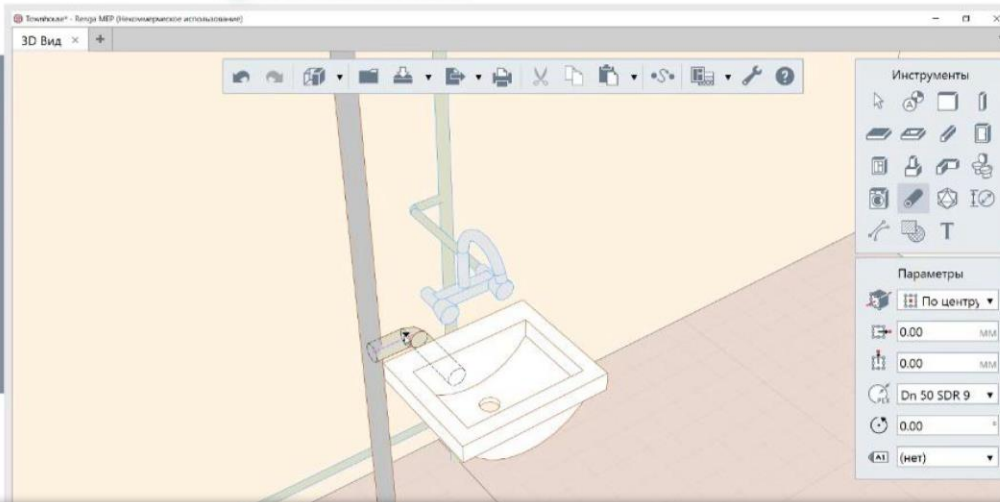 Townhouse* - Renga MEP (Некоммерческое использование)
3D Вид × +
Инструменты
Параметры
По центру
0.00 мм
0.00 мм
Dn 50 SDR 9
0.00 °
(нет)